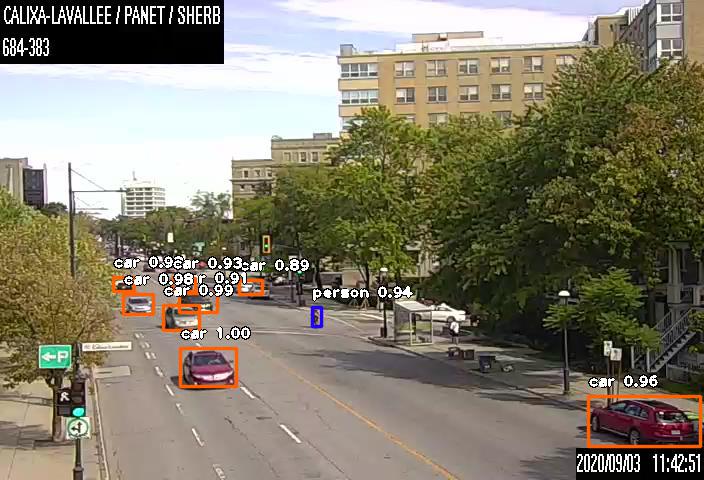 CALIXA-LAVALLEE / PANET / SHERB
684-383
car 0.93
car 0.89
car 0.98
car 0.99
person 0.94
car 1.00
P
car 0.96
2020/09/03 11:42:51